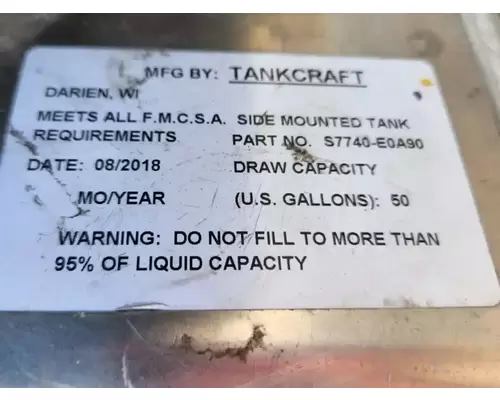 MFG BY: TANKCRAFT
DARIEN, WI
MEETS ALL F.M.C.S.A. SIDE MOUNTED TANK
REQUIREMENTS PART NO. S7740-E0A90
DATE: 08/2018 DRAW CAPACITY
MO/YEAR (U.S. GALLONS): 50
WARNING: DO NOT FILL TO MORE THAN
95% OF LIQUID CAPACITY